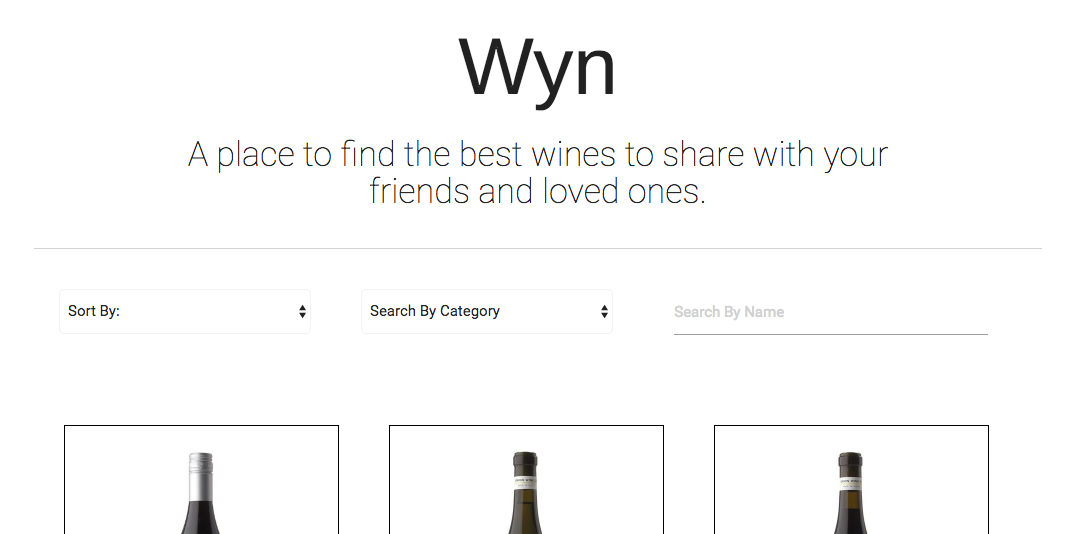 Wyn
A place to find the best wines to share with your
friends and loved ones.
Sort By:
Search By Category
Search By Name